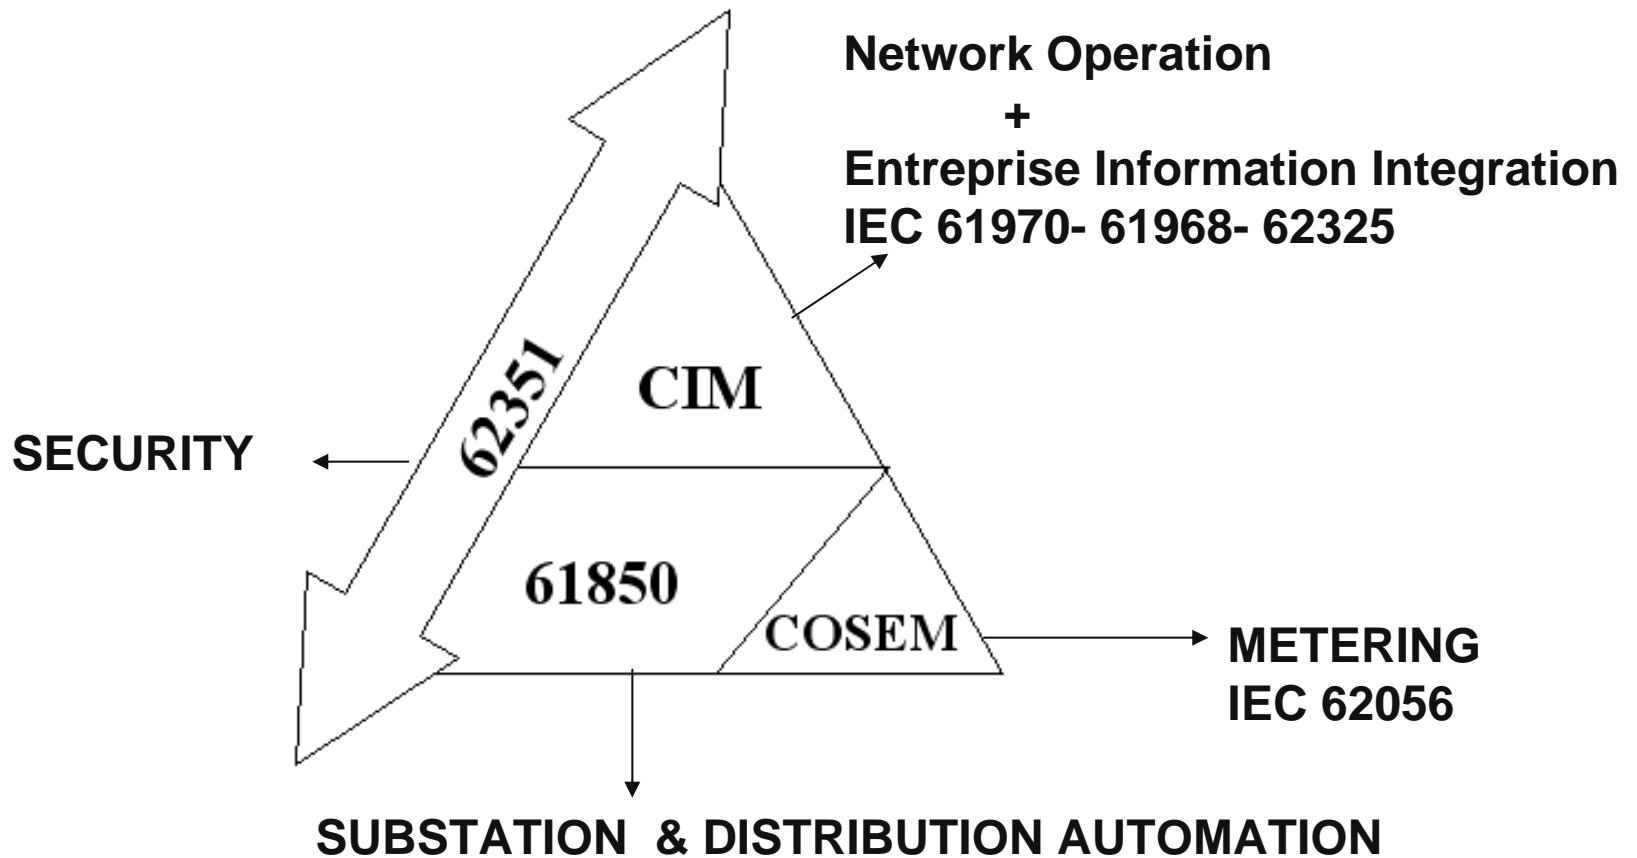 Network Operation
+
Entreprise Information Integration
IEC 61970- 61968- 62325
62351
CIM
SECURITY
61850
COSEM
METERING
IEC 62056
SUBSTATION & DISTRIBUTION AUTOMATION